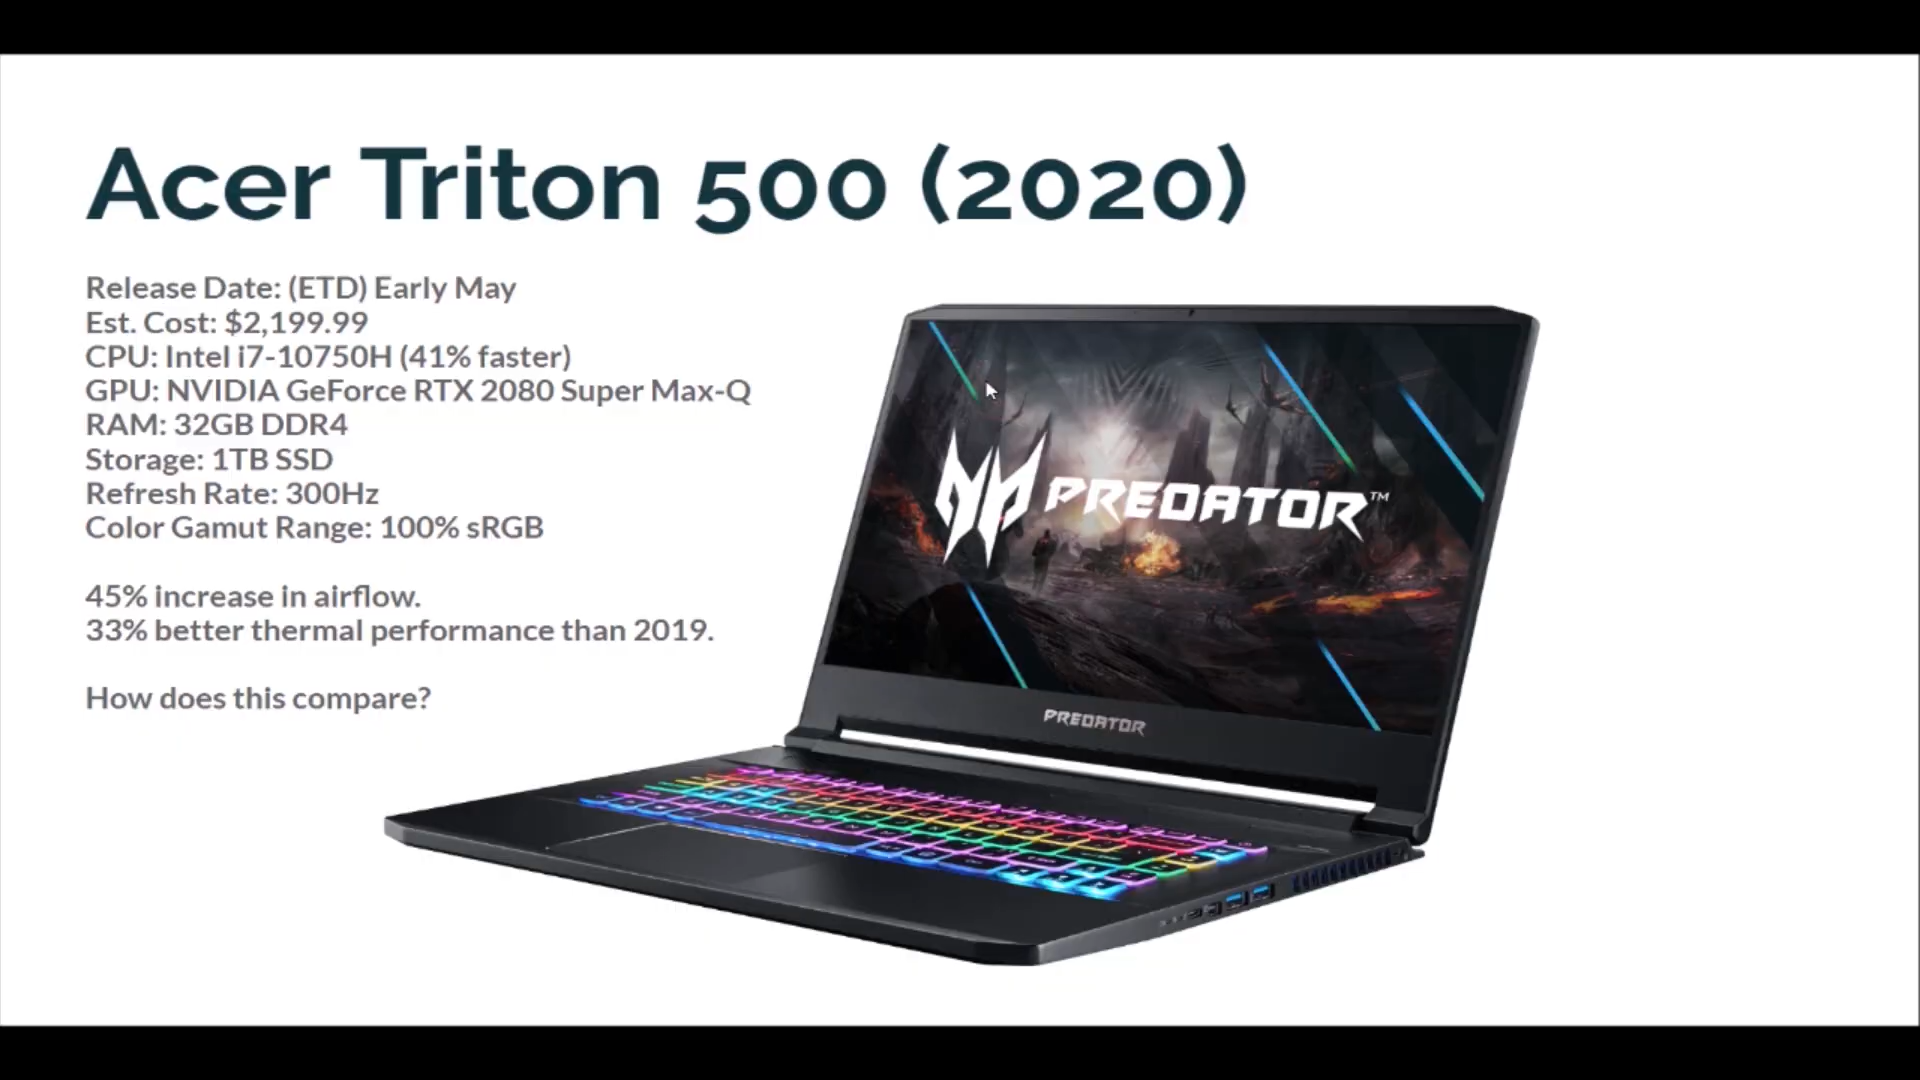 Acer Triton 500 (2020)
Release Date: (ETD) Early May
Est. Cost: $2,199.99
CPU: Intel i7-10750H (41% faster)
GPU: NVIDIA GeForce RTX 2080 Super Max-Q
RAM: 32GB DDR4
Storage: 1TB SSD
Refresh Rate: 300Hz
Color Gamut Range: 100% sRGB
45% increase in airflow.
33% better thermal performance than 2019.
How does this compare?
PREDATOR™
PREDATOR